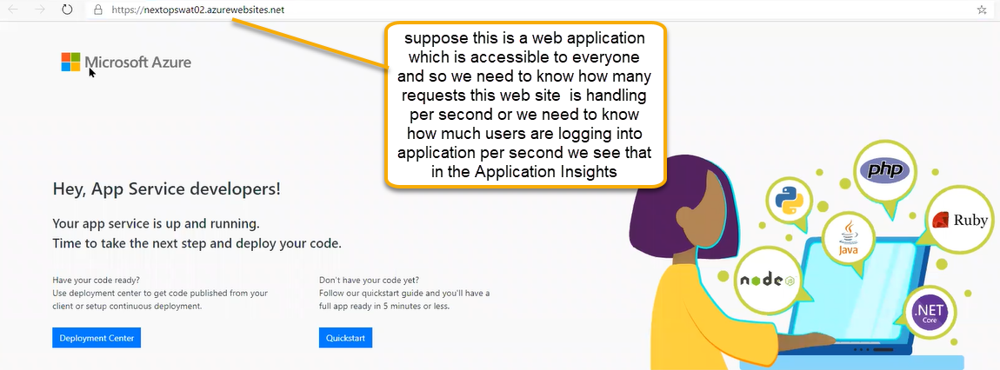 https://nextopswat02.azurewebsites.net
suppose this is a web application
which is accessible to everyone
and so we need to know how many
requests this web site  is handling
per second or we need to know
how much users are logging into
application per second we see that
in the Application Insights
Microsoft Azure
Hey, App Service developers!
Your app service is up and running.
Time to take the next step and deploy your code.
Have your code ready?
Use deployment center to get code published from your
client or setup continuous deployment.
Deployment Center
Don't have your code yet?
Follow our quickstart guide and you'll have a
full app ready in 5 minutes or less.
Quickstart
php
Ruby
Java
node
JS
.NET
Core